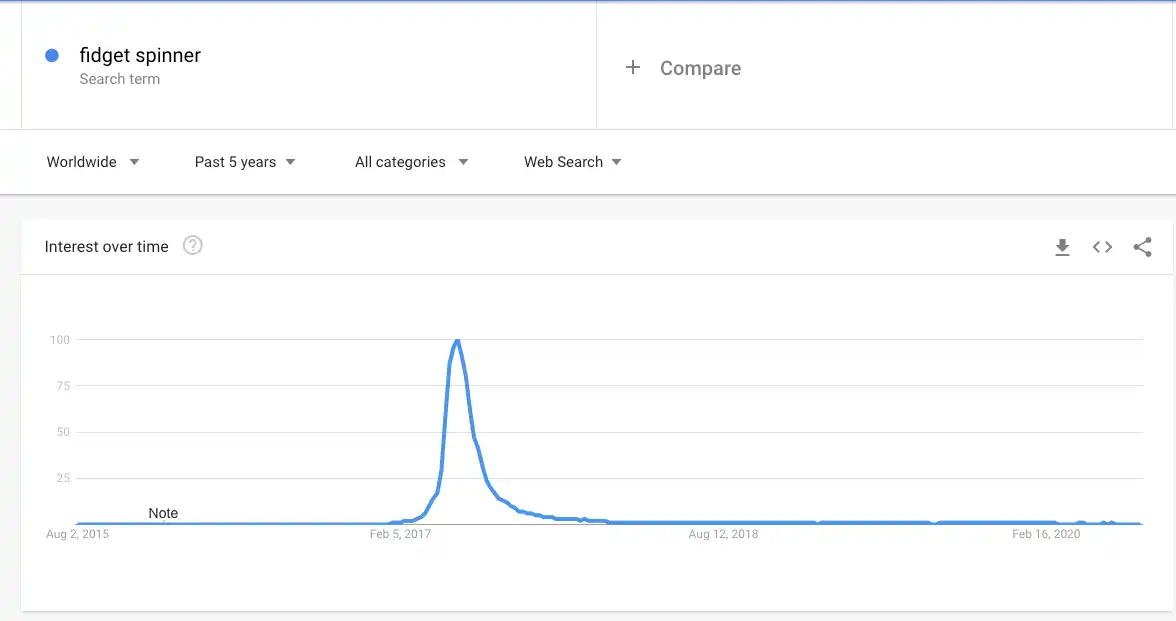 fidget spinner
Search term
+ Compare
Worldwide
Past 5 years
All categories
Web Search
Interest over time ?
100
75
50
25
Note
Aug 2, 2015
Feb 5, 2017
Aug 12, 2018
Feb 16, 2020